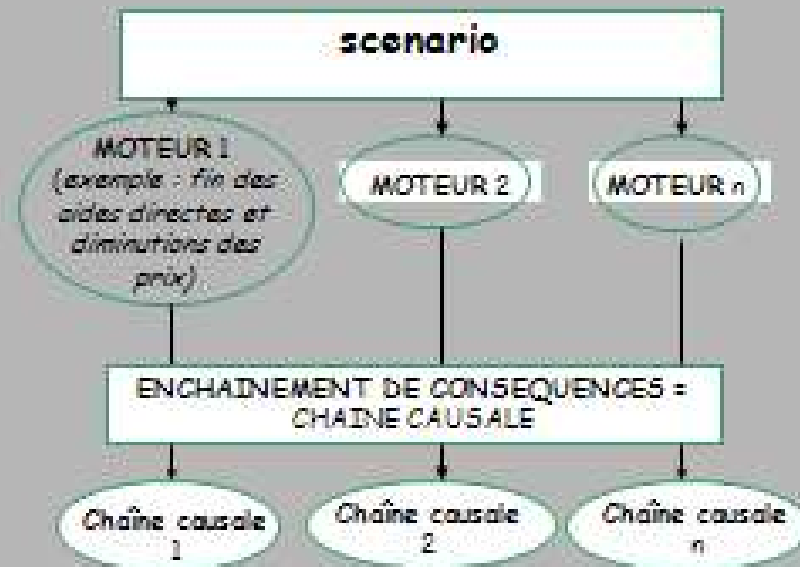 scenario
MOTEUR 1
(exemple : fin des
aides directes et
diminutions des
prix)
MOTEUR 2
MOTEUR n
ENCHAINEMENT DE CONSEQUENCES =
CHAINE CAUSALE
Chaîne causale
1
Chaîne causale
2
Chaîne causale
n